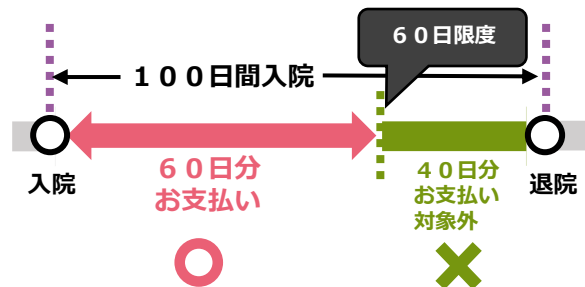 ６０日限度
１００日間入院
入院
６０日分
お支払い
４０日分
お支払い
対象外
退院